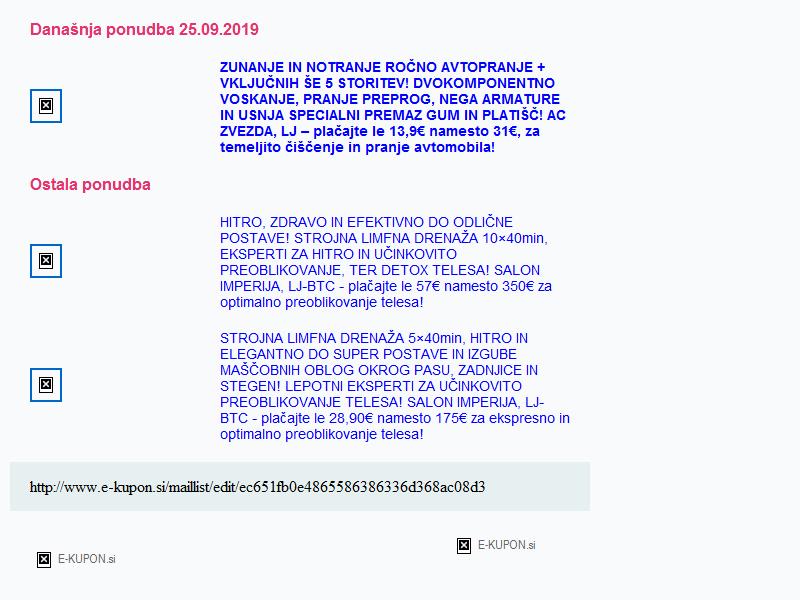 Današnja ponudba 25.09.2019
ZUNANJE IN NOTRANJE ROČNO AVTOPRANJE +
VKLJUČNIH ŠE 5 STORITEV! DVOKOMPONENTNO
VOSKANJE, PRANJE PREPROG, NEGA ARMATURE
IN USNJA SPECIALNI PREMAZ GUM IN PLATIŠČ! AC
ZVEZDA, LJ – plačajte le 13,9€ namesto 31€, za
temeljito čiščenje in pranje avtomobila!
Ostala ponudba
HITRO, ZDRAVO IN EFEKTIVNO DO ODLIČNE
POSTAVE! STROJNA LIMFNA DRENAŽA 10×40min,
EKSPERTI ZA HITRO IN UČINKOVITO
PREOBLIKOVANJE, TER DETOX TELESA! SALON
IMPERIJA, LJ-BTC - plačajte le 57€ namesto 350€ za
optimalno preoblikovanje telesa!
STROJNA LIMFNA DRENAŽA 5×40min, HITRO IN
ELEGANTNO DO SUPER POSTAVE IN IZGUBE
MAŠČOBNIH OBLOG OKROG PASU, ZADNJICE IN
STEGEN! LEPOTNI EKSPERTI ZA UČINKOVITO
PREOBLIKOVANJE TELESA! SALON IMPERIJA, LJ-
BTC - plačajte le 28,90€ namesto 175€ za ekspresno in
optimalno preoblikovanje telesa!
http://www.e-kupon.si/maillist/edit/ec651fb0e4865586386336d368ac08d3
E-KUPON.si
E-KUPON.si